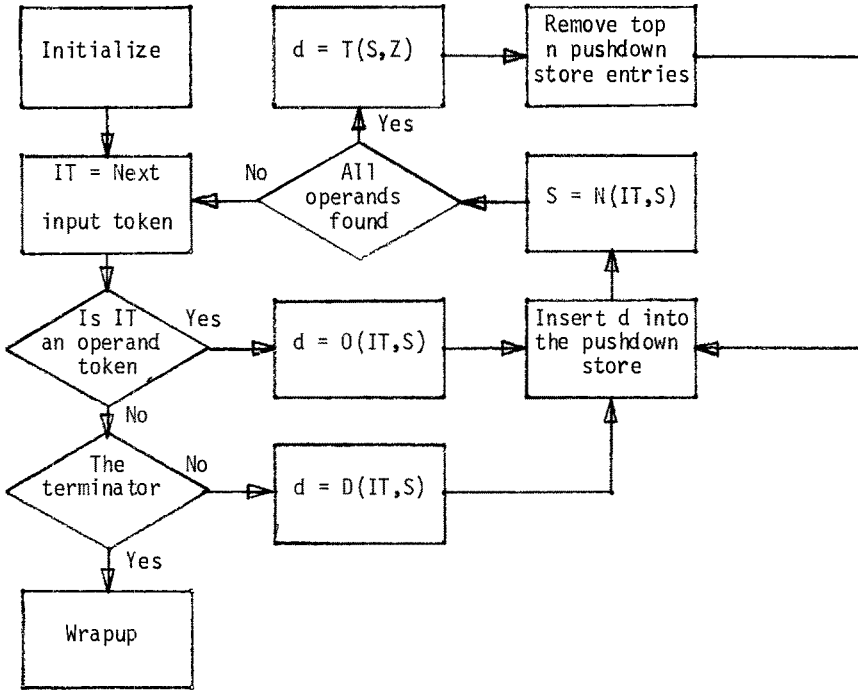 Initialize
d = T(S,Z)
Remove top
n pushdown
store entries
Yes
IT = Next
input token
No
All
operands
found
S = N(IT,S)
Is IT
an operand
token
Yes
d = O(IT,S)
Insert d into
the pushdown
store
No
The
terminator
No
d = D(IT,S)
Yes
Wrapup